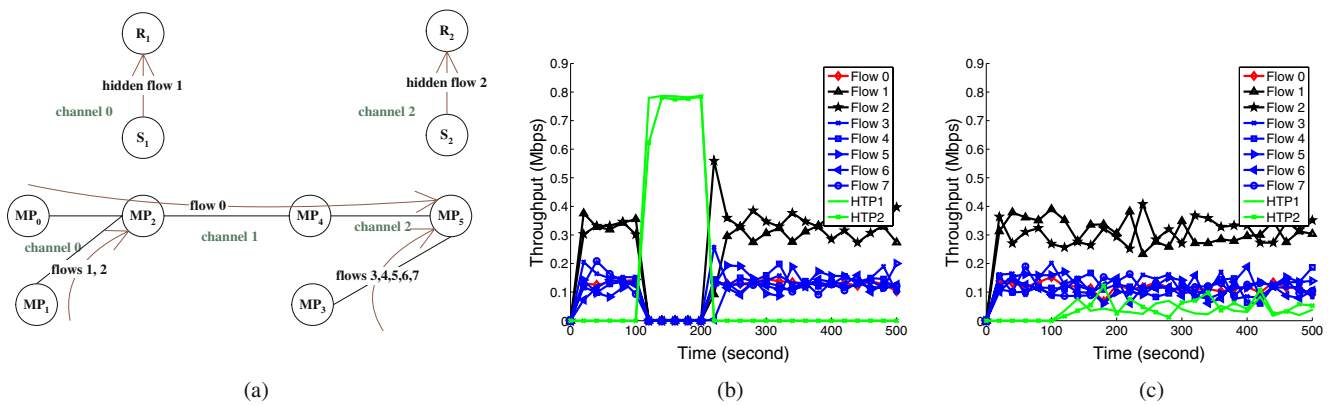 R1
R2
hidden flow 1
hidden flow 2
channel 0
channel 2
S1
S2
MP0
MP2
flow 0
MP4
MP5
channel 0
channel 1
channel 2
flows 1, 2
flows 3,4,5,6,7
MP1
MP3
(a)
Throughput (Mbps)
0.9
0.8
0.7
0.6
0.5
0.4
0.3
0.2
0.1
0
0 100 200 300 400 500
Time (second)
Flow 0
Flow 1
Flow 2
Flow 3
Flow 4
Flow 5
Flow 6
Flow 7
HTP1
HTP2
(b)
Throughput (Mbps)
0.9
0.8
0.7
0.6
0.5
0.4
0.3
0.2
0.1
0
0 100 200 300 400 500
Time (second)
Flow 0
Flow 1
Flow 2
Flow 3
Flow 4
Flow 5
Flow 6
Flow 7
HTP1
HTP2
(c)